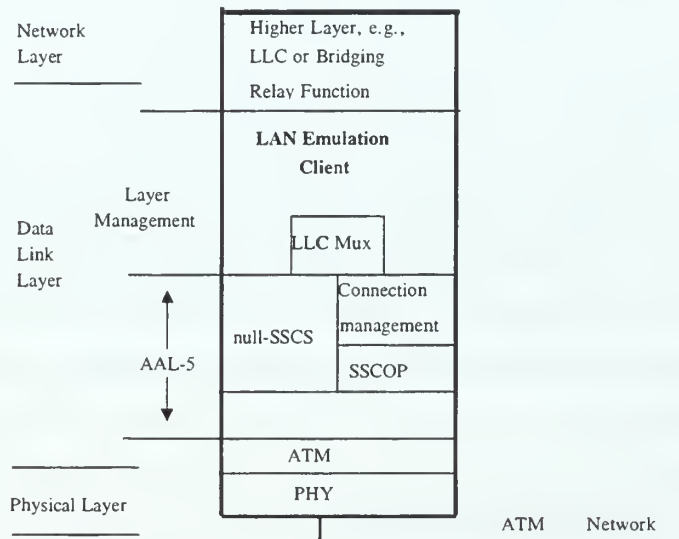 Network
Layer
Higher Layer, e.g.,
LLC or Bridging
Relay Function
LAN Emulation
Client
Layer
Management
Data
Link
Layer
LLC Mux
Connection
management
null-SSCS
AAL-5
SSCOP
ATM
PHY
Physical Layer
ATM Network